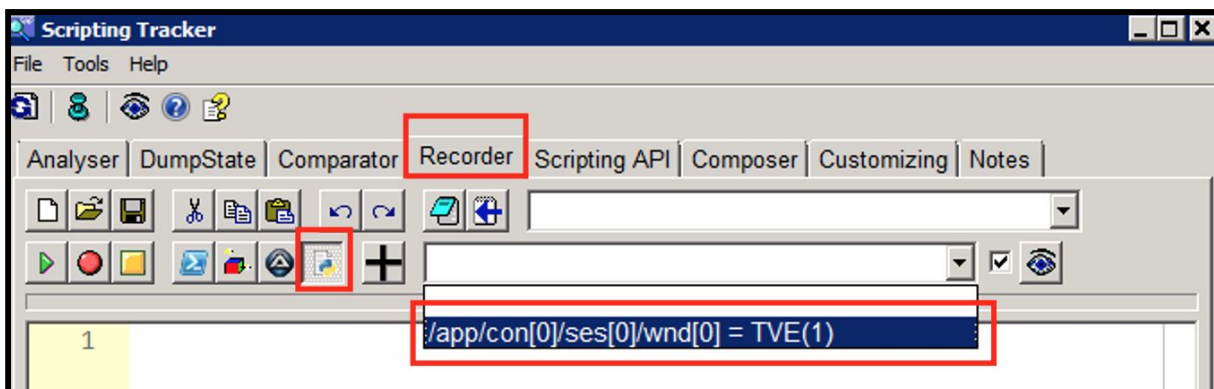 Scripting Tracker
File Tools Help
Analyser DumpState Comparator Recorder Scripting API Composer Customizing Notes
/app/con[0]/ses[0]/wnd[0] = TVE(1)
1